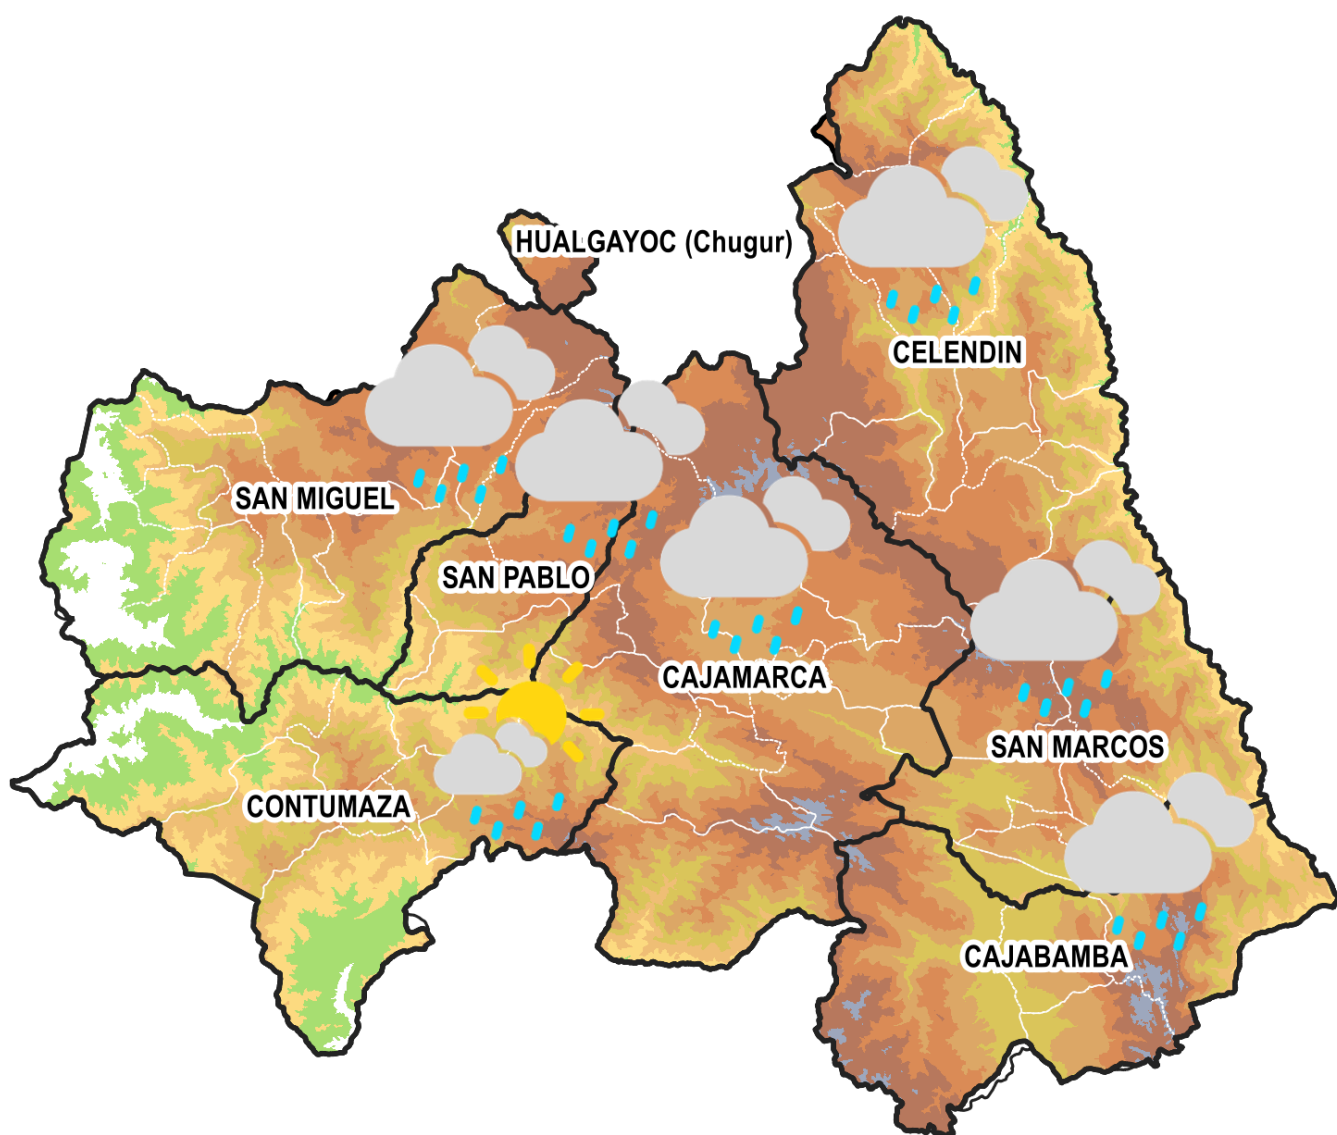 HUALGAYOC (Chugur)
CELENDIN
SAN MIGUEL
SAN PABLO
CAJAMARCA
SAN MARCOS
CONTUMAZA
CAJABAMBA